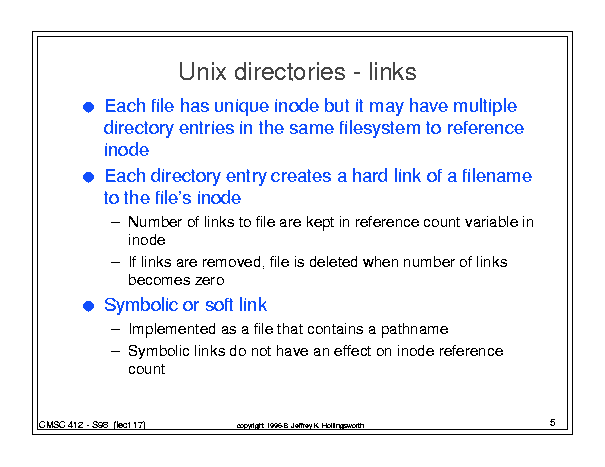 Unix directories - links
● Each file has unique inode but it may have multiple
directory entries in the same filesystem to reference
inode
● Each directory entry creates a hard link of a filename
to the file's inode
– Number of links to file are kept in reference count variable in
inode
– If links are removed, file is deleted when number of links
becomes zero
● Symbolic or soft link
– Implemented as a file that contains a pathname
– Symbolic links do not have an effect on inode reference
count
CMSC 412 - S98 (lect 17)
copyright 1996-8 Jeffrey K. Hollingsworth
5